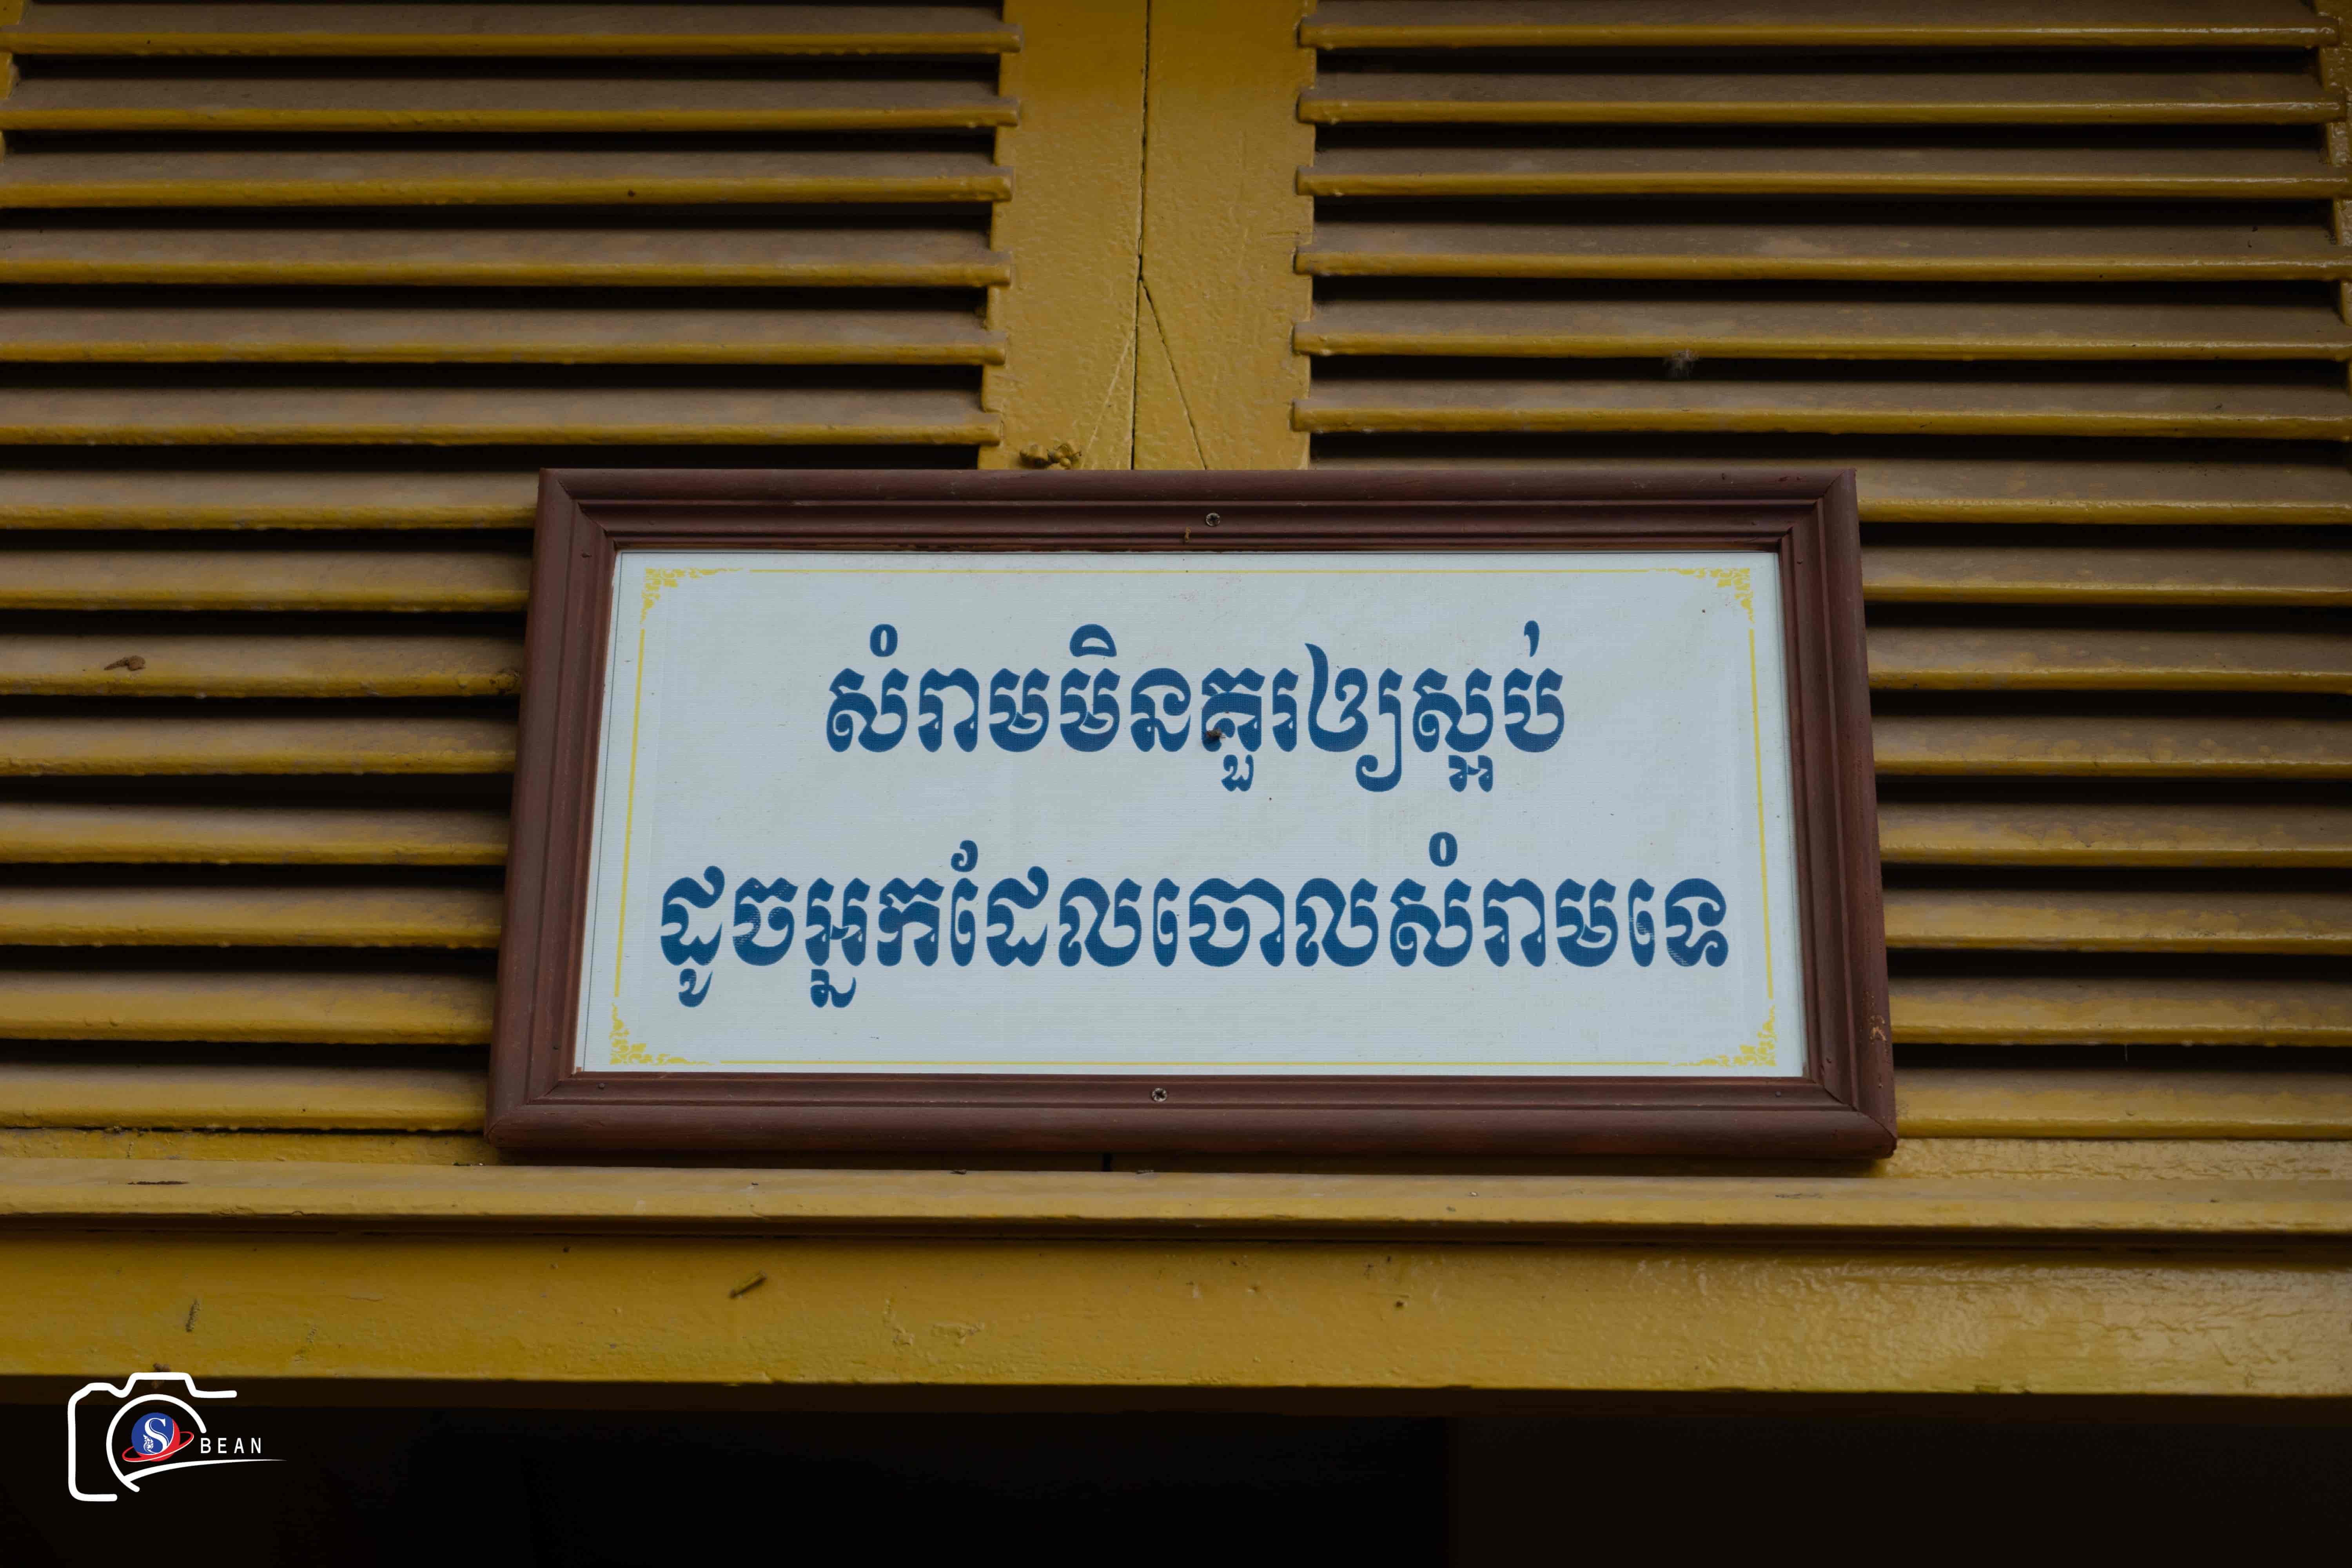 សំរាមមិនគួរឲ្យស្អប់
ដូចអ្នកដែលចោលសំរាមទេ
S BEAN